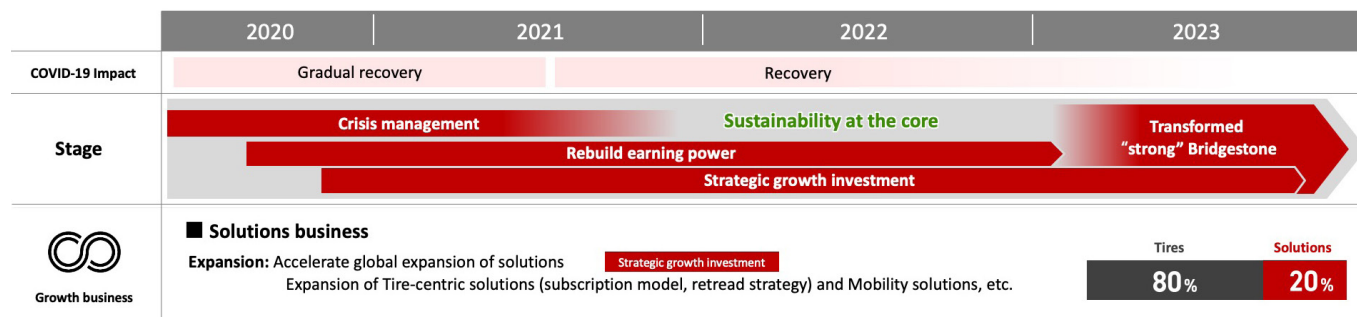 2020 2021 2022 2023
COVID-19 Impact Gradual recovery Recovery
Stage
Crisis management Sustainability at the core
Rebuild earning power
Strategic growth investment
Transformed
“strong” Bridgestone
Growth business
■ Solutions business
Expansion: Accelerate global expansion of solutions Strategic growth investment
Expansion of Tire-centric solutions (subscription model, retread strategy) and Mobility solutions, etc.
Tires Solutions
80% 20%